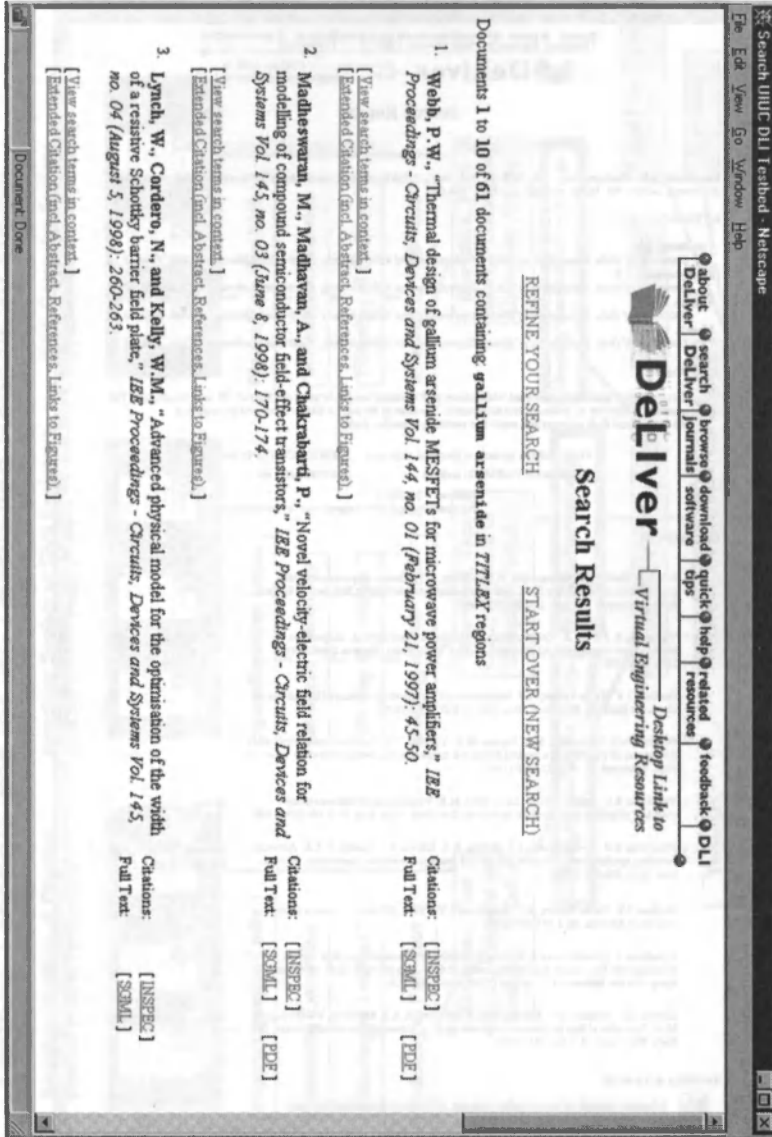 Search UIUC DLI Testbed - Netscape
File Edit View Go Window Help
about DeLIver
search DeLIver
browse journals
download software
quick tips
help
related resources
feedback
DLI
DeLIver
Desktop Link to
Virtual Engineering Resources
Search Results
REFINE YOUR SEARCH START OVER (NEW SEARCH)
Documents 1 to 10 of 61 documents containing gallium arsenide in TITLEX regions
1. Webb, P.W., "Thermal design of gallium arsenide MESFETs for microwave power amplifiers," IEE
Proceedings - Circuits, Devices and Systems Vol. 144, no. 01 (February 21, 1997): 45-50.
Citations: [INSPEC]
Full Text: [SGML] [PDF]
[View search terms in context.]
[Extended Citation (incl. Abstract, References, Links to Figures).]
2. Madheswaran, M., Madhavan, A., and Chakrabarti, P., "Novel velocity-electric field relation for
modelling of compound semiconductor field-effect transistors," IEE Proceedings - Circuits, Devices and
Systems Vol. 145, no. 03 (June 8, 1998): 170-174.
Citations: [INSPEC]
Full Text: [SGML] [PDF]
[View search terms in context.]
[Extended Citation (incl. Abstract, References, Links to Figures).]
3. Lynch, W., Cordero, N., and Kelly, W.M., "Advanced physical model for the optimisation of the width
of a resistive Schottky barrier field plate," IEE Proceedings - Circuits, Devices and Systems Vol. 145,
no. 04 (August 5, 1998): 260-263.
Citations: [INSPEC]
Full Text: [SGML]
[View search terms in context.]
[Extended Citation (incl. Abstract, References, Links to Figures).]
Document: Done